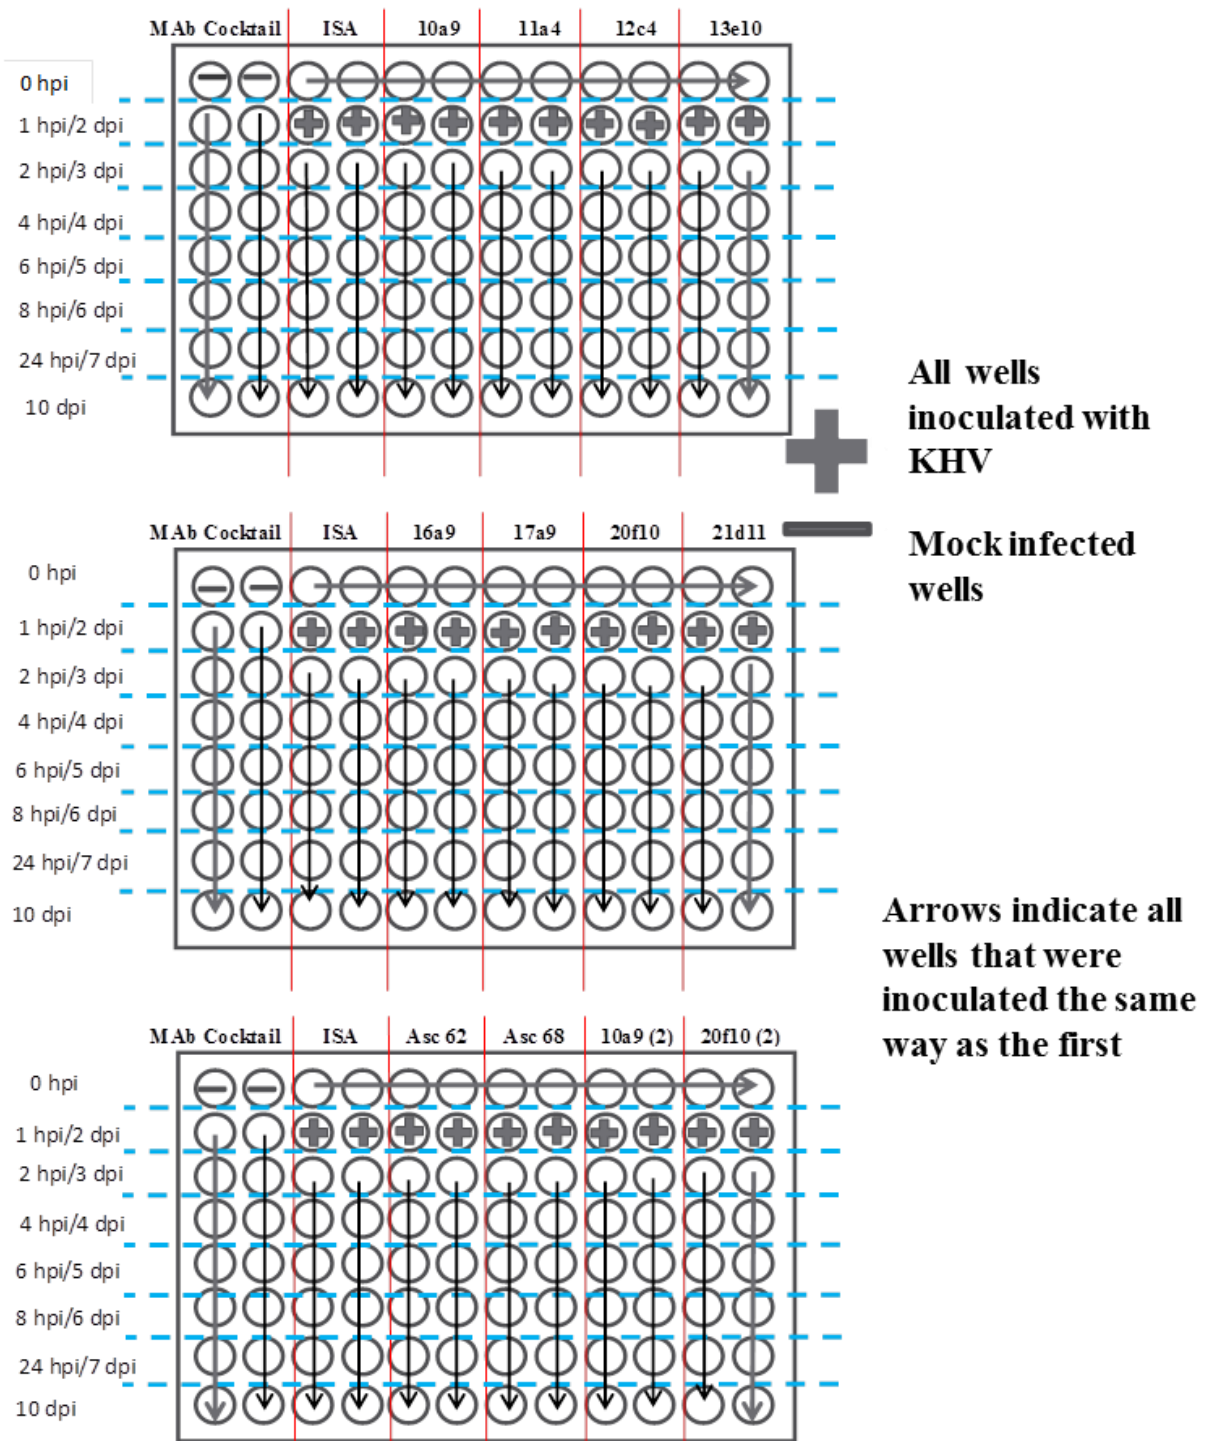 MAb Cocktail ISA 10a9 11a4 12c4 13e10
0 hpi
1 hpi/2 dpi
2 hpi/3 dpi
4 hpi/4 dpi
6 hpi/5 dpi
8 hpi/6 dpi
24 hpi/7 dpi
10 dpi
All wells
inoculated with
KHV
Mock infected
wells
MAb Cocktail ISA 16a9 17a9 20f10 21d11
0 hpi
1 hpi/2 dpi
2 hpi/3 dpi
4 hpi/4 dpi
6 hpi/5 dpi
8 hpi/6 dpi
24 hpi/7 dpi
10 dpi
Arrows indicate all
wells that were
inoculated the same
way as the first
MAb Cocktail ISA Asc 62 Asc 68 10a9 (2) 20f10 (2)
0 hpi
1 hpi/2 dpi
2 hpi/3 dpi
4 hpi/4 dpi
6 hpi/5 dpi
8 hpi/6 dpi
24 hpi/7 dpi
10 dpi